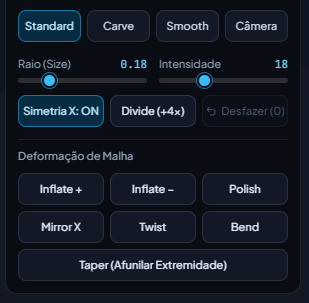 Standard Carve Smooth Câmera
Raio (Size) 0.18 Intensidade 18
Simetria X: ON Divide (+4×) Desfazer (0)
Deformação de Malha
Inflate + Inflate − Polish
Mirror X Twist Bend
Taper (Afunilar Extremidade)